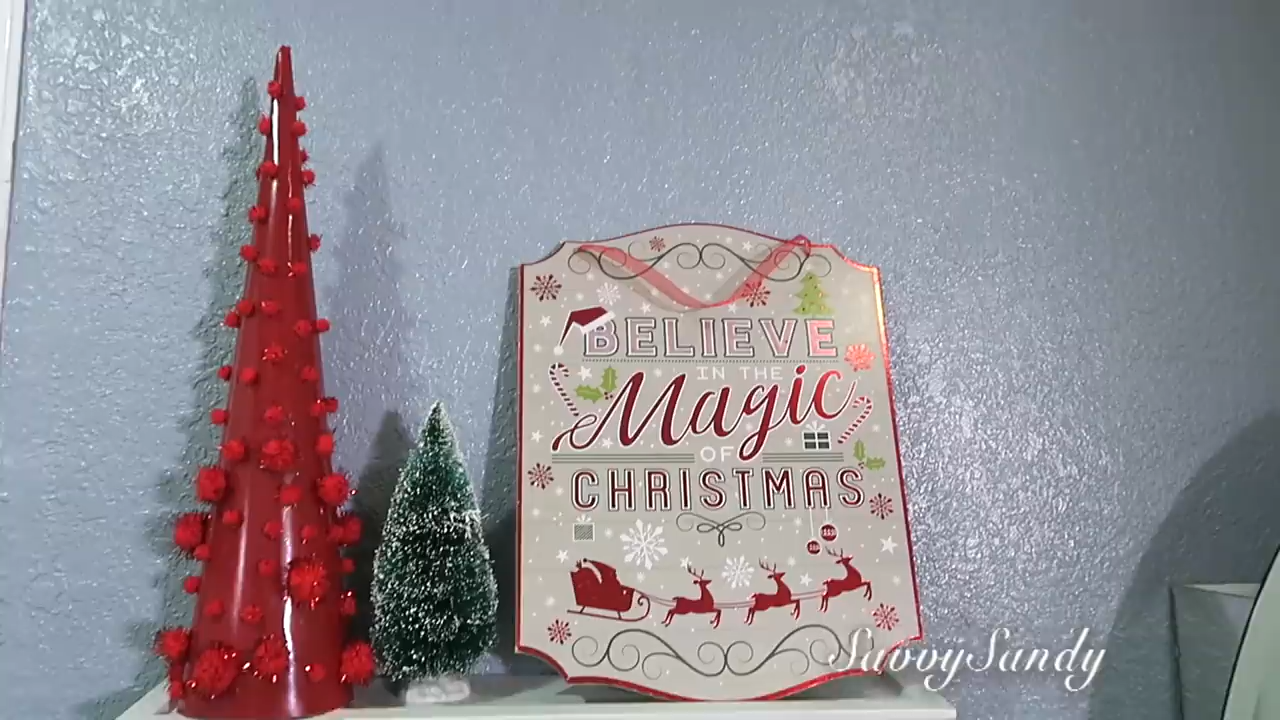 BELIEVE
IN THE
Magic
OF
CHRISTMAS
SavvySandy